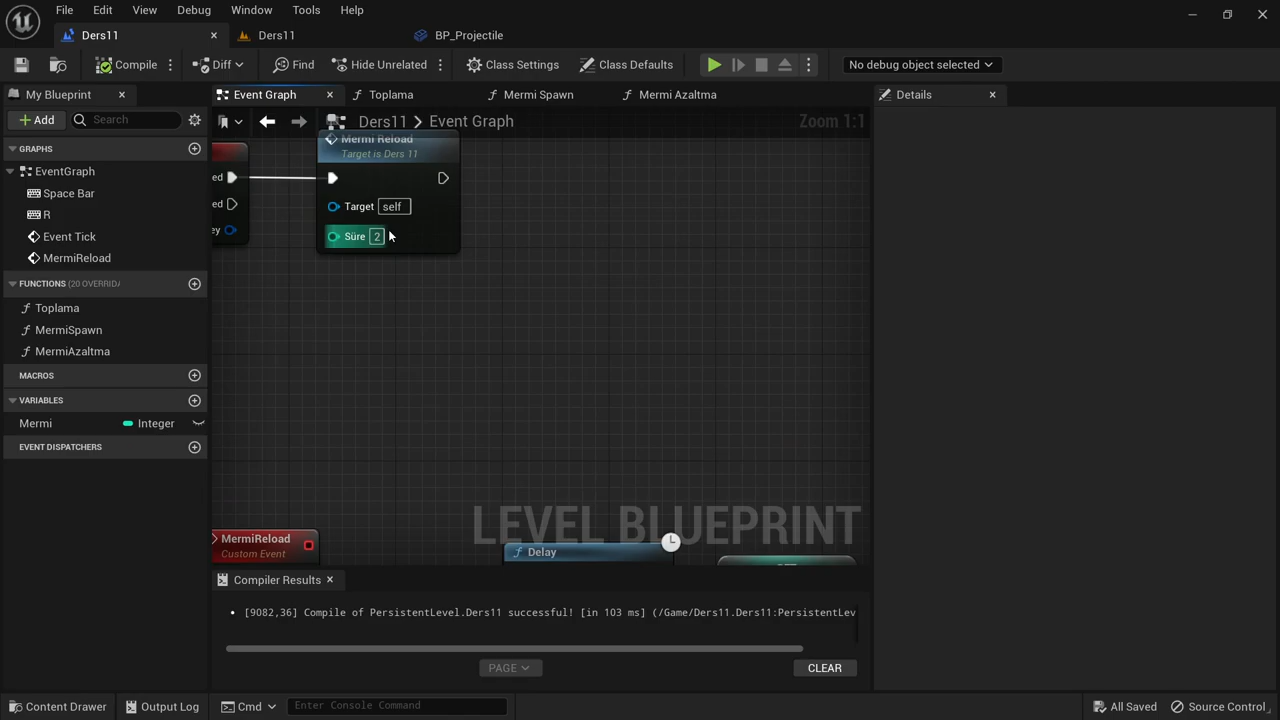 File Edit View Debug Window Tools Help
Ders11 Ders11 BP_Projectile
Compile Diff Find Hide Unrelated Class Settings Class Defaults No debug object selected
My Blueprint Event Graph Toplama Mermi Spawn Mermi Azaltma Details
Add Search Ders11 > Event Graph Zoom 1:1
GRAPHS
EventGraph
Space Bar
R
Event Tick
MermiReload
FUNCTIONS (20 OVERRIDA
Toplama
MermiSpawn
MermiAzaltma
MACROS
VARIABLES
Mermi Integer
EVENT DISPATCHERS
Mermi Reload
Target is Ders 11
ed
ed Target self
ey Süre 2
LEVEL BLUEPRINT
MermiReload
Custom Event
Delay
Compiler Results
[9082,36] Compile of PersistentLevel.Ders11 successful! [in 103 ms] (/Game/Ders11.Ders11:PersistentLev
PAGE CLEAR
Content Drawer Output Log Cmd Enter Console Command All Saved Source Control